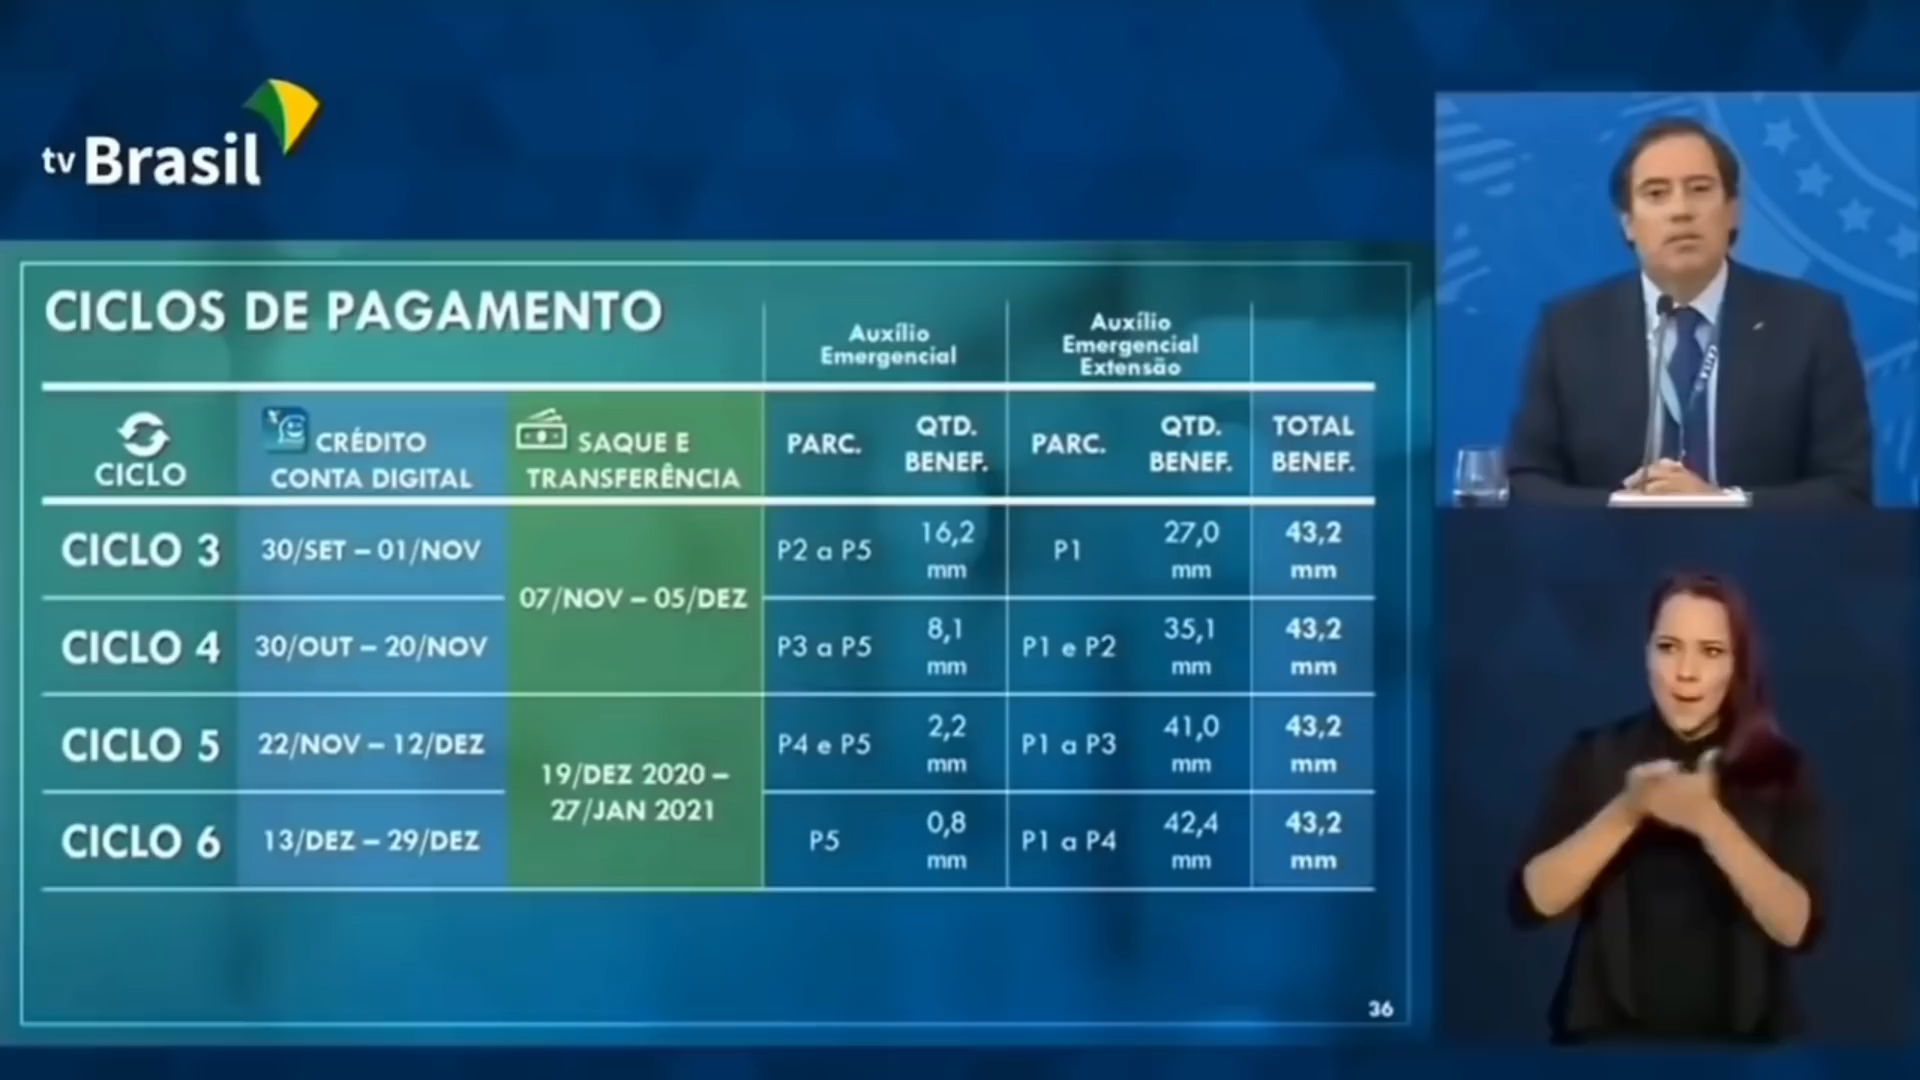 tv Brasil
CICLOS DE PAGAMENTO
Auxílio
Emergencial
Auxílio
Emergencial
Extensão
CICLO
CRÉDITO
CONTA DIGITAL
SAQUE E
TRANSFERÊNCIA
PARC.
QTD.
BENEF.
PARC.
QTD.
BENEF.
TOTAL
BENEF.
CICLO 3
30/SET – 01/NOV
07/NOV – 05/DEZ
P2 a P5
16,2
mm
P1
27,0
mm
43,2
mm
CICLO 4
30/OUT – 20/NOV
P3 a P5
8,1
mm
P1 e P2
35,1
mm
43,2
mm
CICLO 5
22/NOV – 12/DEZ
19/DEZ 2020 –
27/JAN 2021
P4 e P5
2,2
mm
P1 a P3
41,0
mm
43,2
mm
CICLO 6
13/DEZ – 29/DEZ
P5
0,8
mm
P1 a P4
42,4
mm
43,2
mm
36